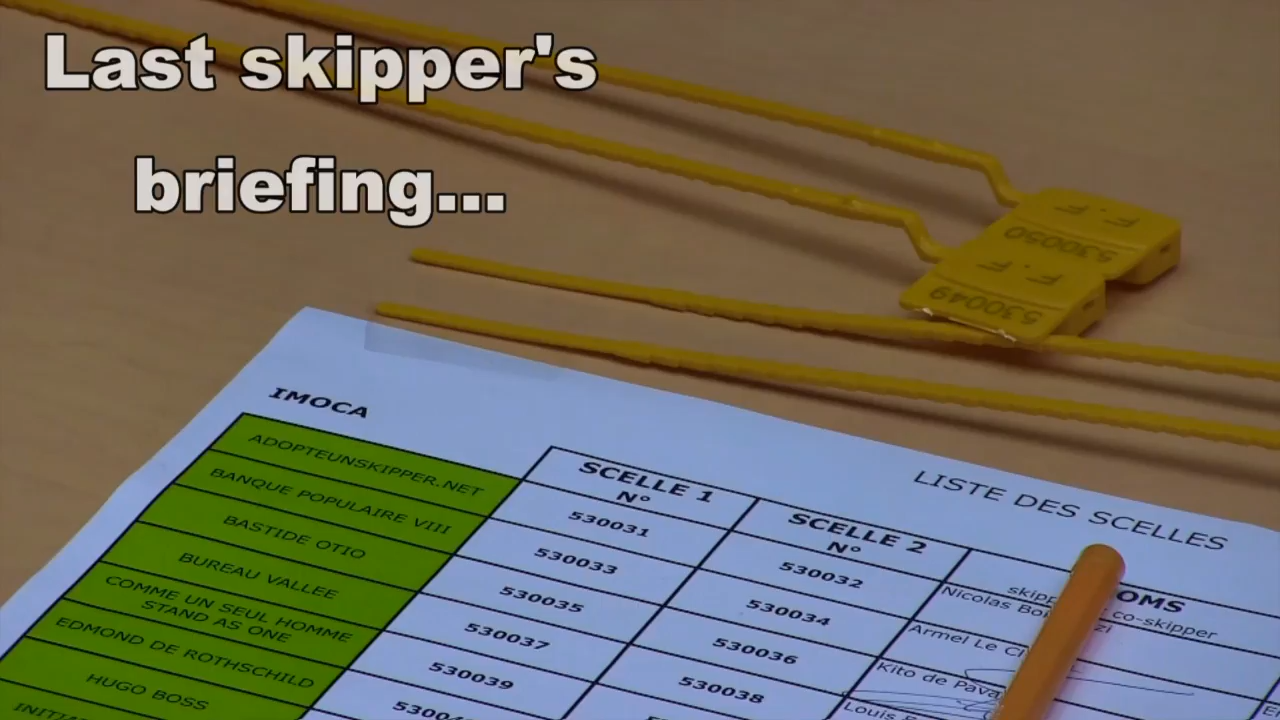 Last skipper's
briefing...
F.F.
530050
F.F
530049
IMOCA
LISTE DES SCELLES
SCELLE 1
N°
SCELLE 2
N°
OMS
co-skipper
ADOPTEUNSKIPPER.NET
530031
530032
Nicolas
BANQUE POPULAIRE VIII
530033
530034
Armel Le
BASTIDE OTIO
530035
530036
Kito de
BUREAU VALLEE
530037
530038
Louis
COMME UN SEUL HOMME
STAND AS ONE
530039
EDMOND DE ROTHSCHILD
HUGO BOSS